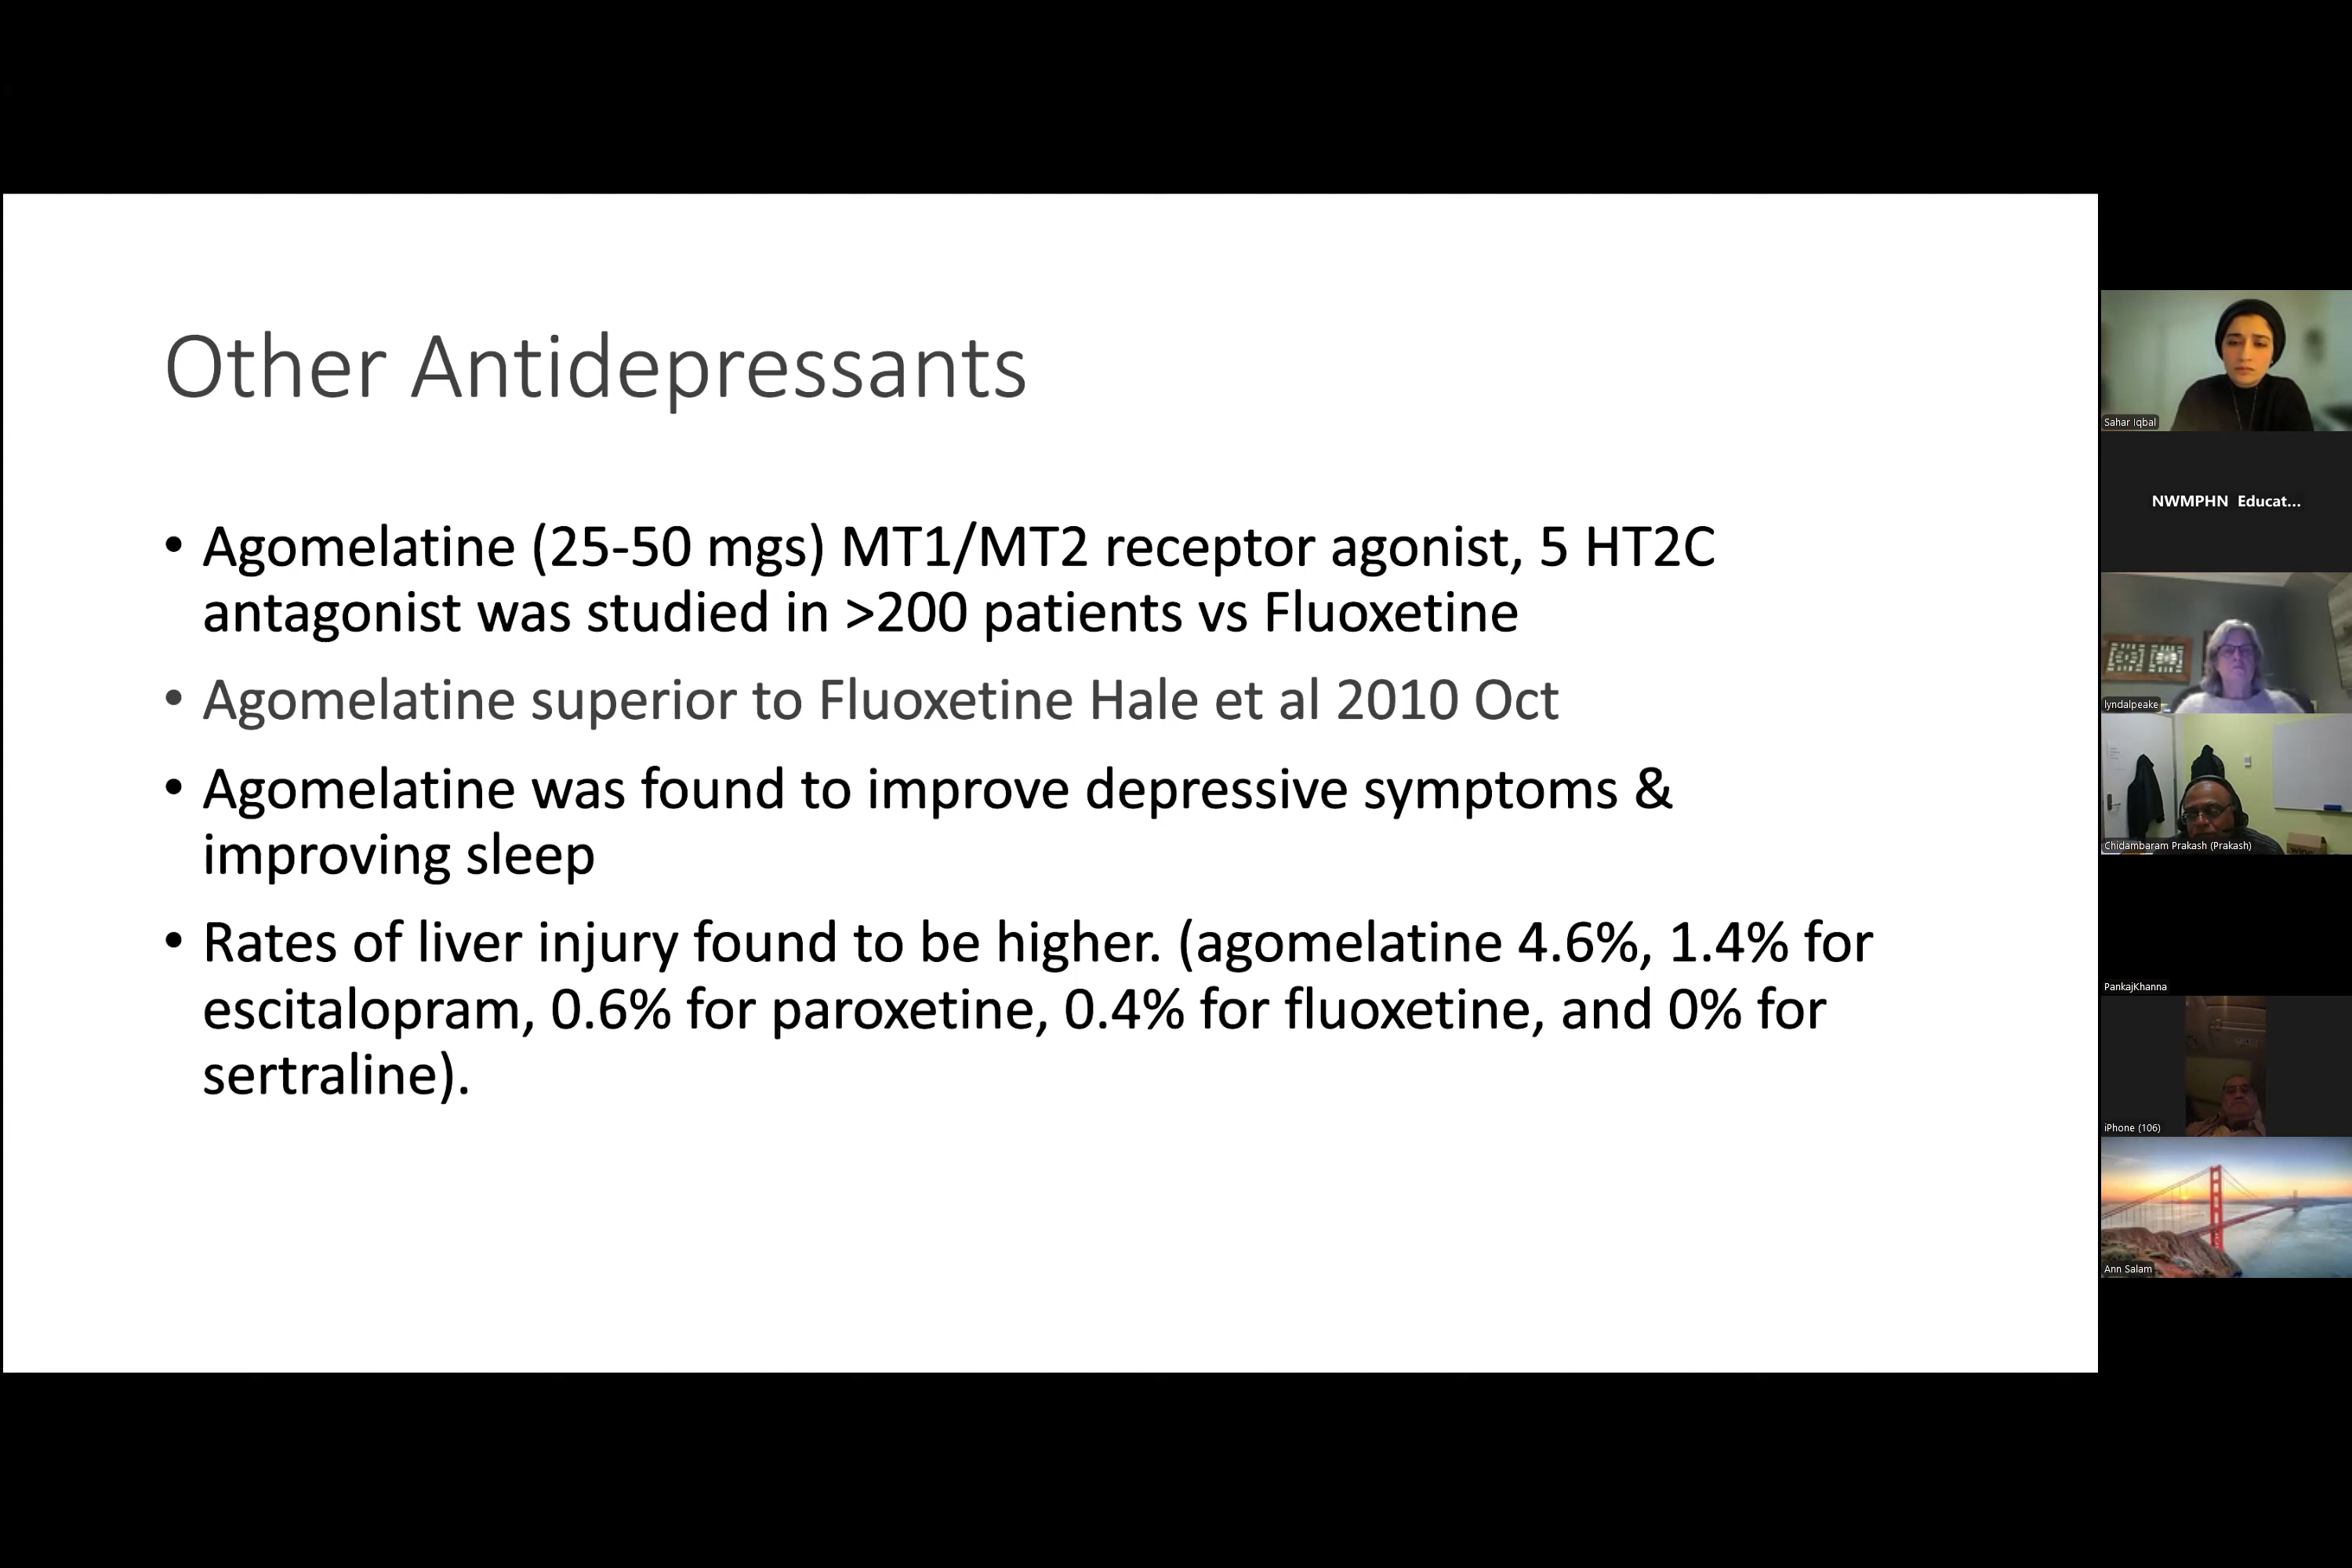 Other Antidepressants
• Agomelatine (25-50 mgs) MT1/MT2 receptor agonist, 5 HT2C
antagonist was studied in >200 patients vs Fluoxetine
• Agomelatine superior to Fluoxetine Hale et al 2010 Oct
• Agomelatine was found to improve depressive symptoms &
improving sleep
• Rates of liver injury found to be higher. (agomelatine 4.6%, 1.4% for
escitalopram, 0.6% for paroxetine, 0.4% for fluoxetine, and 0% for
sertraline).
Sahar Iqbal
NWMPHN Educat...
lyndalpeake
Chidambaram Prakash (Prakash)
PankajKhanna
iPhone (106)
Ann Salam